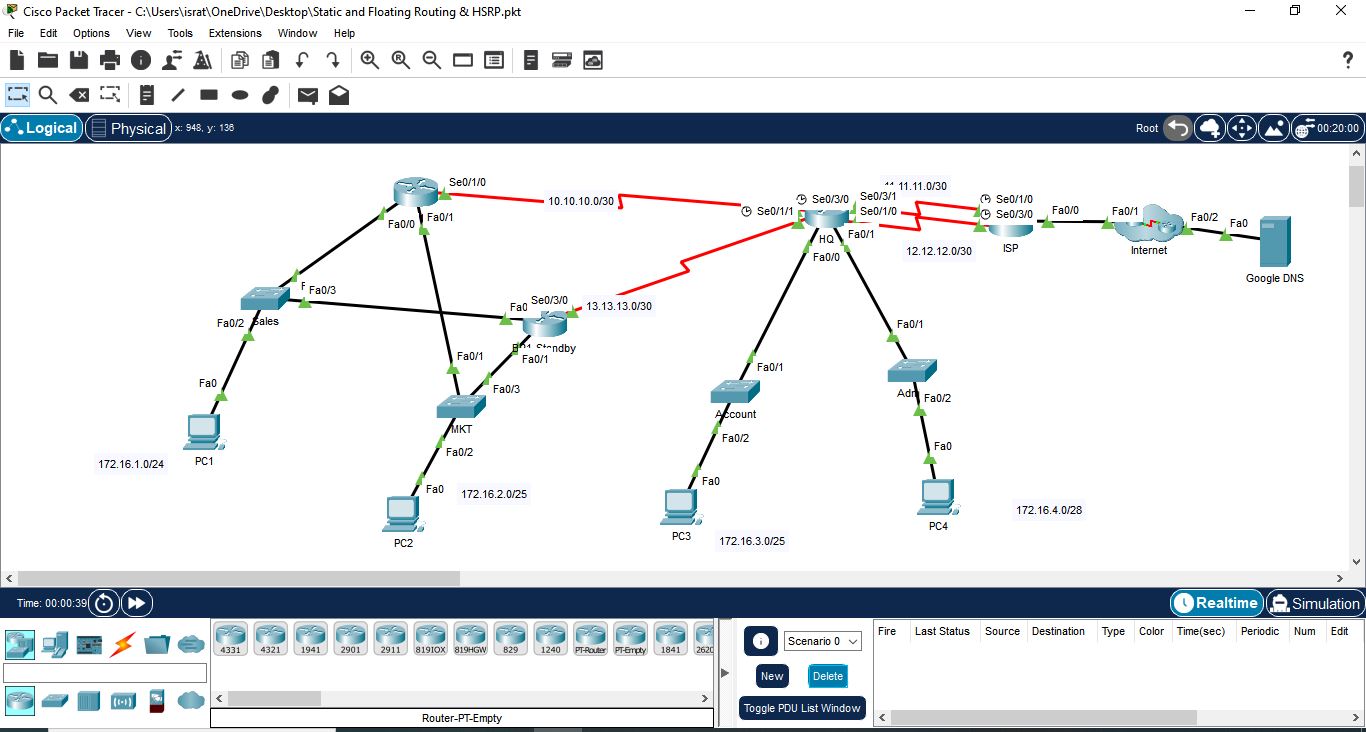 Cisco Packet Tracer - C:\Users\israt\OneDrive\Desktop\Static and Floating Routing & HSRP.pkt
File Edit Options View Tools Extensions Window Help
Logical Physical x: 948, y: 136 Root 00:20:00
Se0/1/0
10.10.10.0/30
Fa0/0
Fa0/1
Se0/1/1
Se0/3/0
Se0/3/1
Se0/1/0
HQ
Fa0/0
Fa0/1
11.11.11.0/30
12.12.12.0/30
Se0/1/0
Se0/3/0
ISP
Fa0/0
Fa0/1
Internet
Fa0/2
Fa0
Google DNS
Fa0/3
Fa0/2
Sales
Fa0
Se0/3/0
13.13.13.0/30
Standby
Fa0/1
Fa0/1
Fa0/3
MKT
Fa0/2
Fa0
PC1
172.16.1.0/24
PC2
172.16.2.0/25
Fa0/1
Account
Fa0/2
Fa0
PC3
172.16.3.0/25
Fa0/1
Fa0/2
Fa0
PC4
172.16.4.0/28
Time: 00:00:39 Realtime Simulation
4331 4321 1941 2901 2911 819IOX 819HGW 829 1240 PT-Router PT-Empty 1841 2620
Router-PT-Empty
Scenario 0
New Delete
Toggle PDU List Window
Fire Last Status Source Destination Type Color Time(sec) Periodic Num Edit